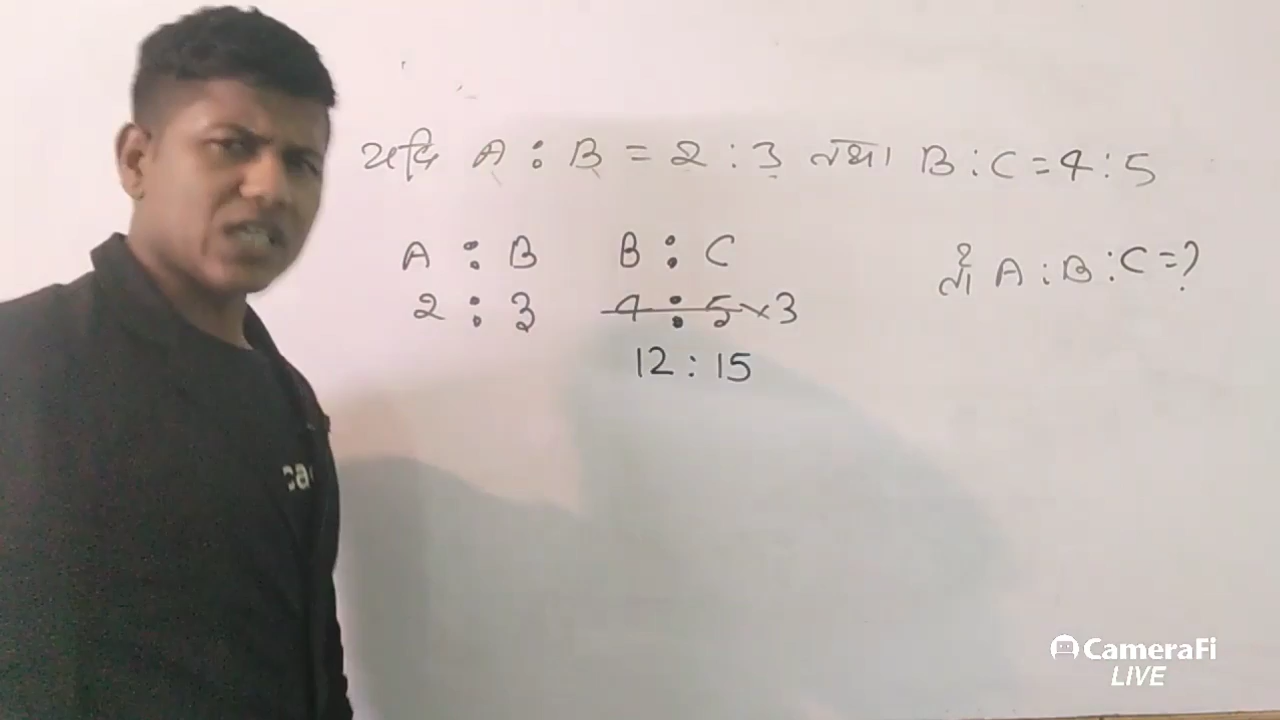 यदि A : B = 2 : 3 तथा B : C = 4 : 5
तो A : B : C = ?
A : B B : C
2 : 3 4 : 5 × 3
12 : 15
CameraFi
LIVE